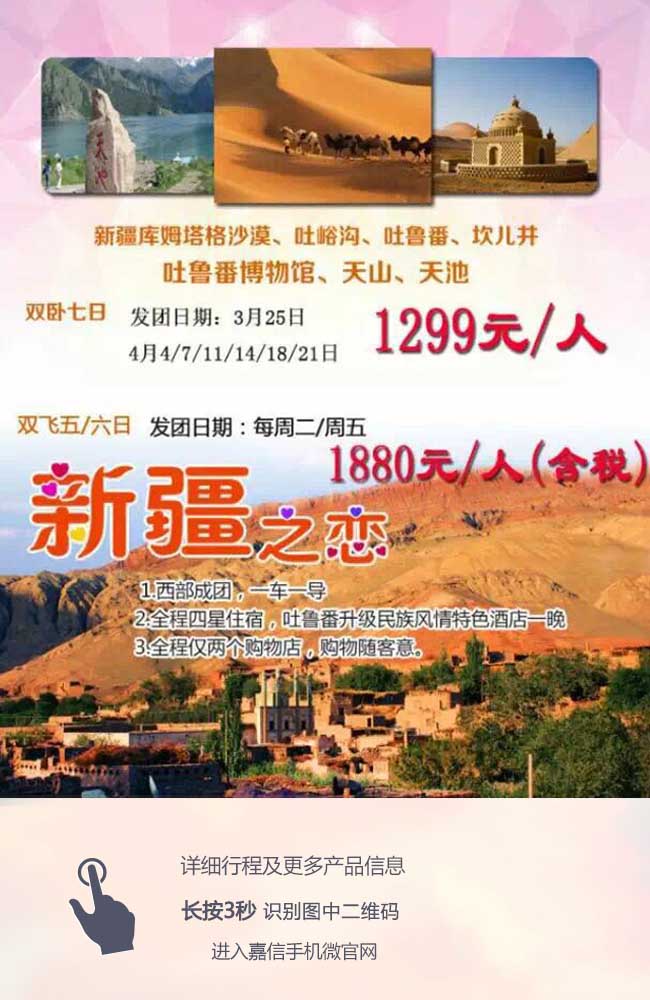 天池
新疆库姆塔格沙漠、吐峪沟、吐鲁番、坎儿井
吐鲁番博物馆、天山、天池
双卧七日 发团日期：3月25日
4月4/7/11/14/18/21日
1299元/人
双飞五/六日 发团日期：每周二/周五
1880元/人(含税)
新疆之恋
1.西部成团，一车一导
2.全程四星住宿，吐鲁番升级民族风情特色酒店一晚
3.全程仅两个购物店，购物随客意。
详细行程及更多产品信息
长按3秒 识别图中二维码
进入嘉信手机微官网